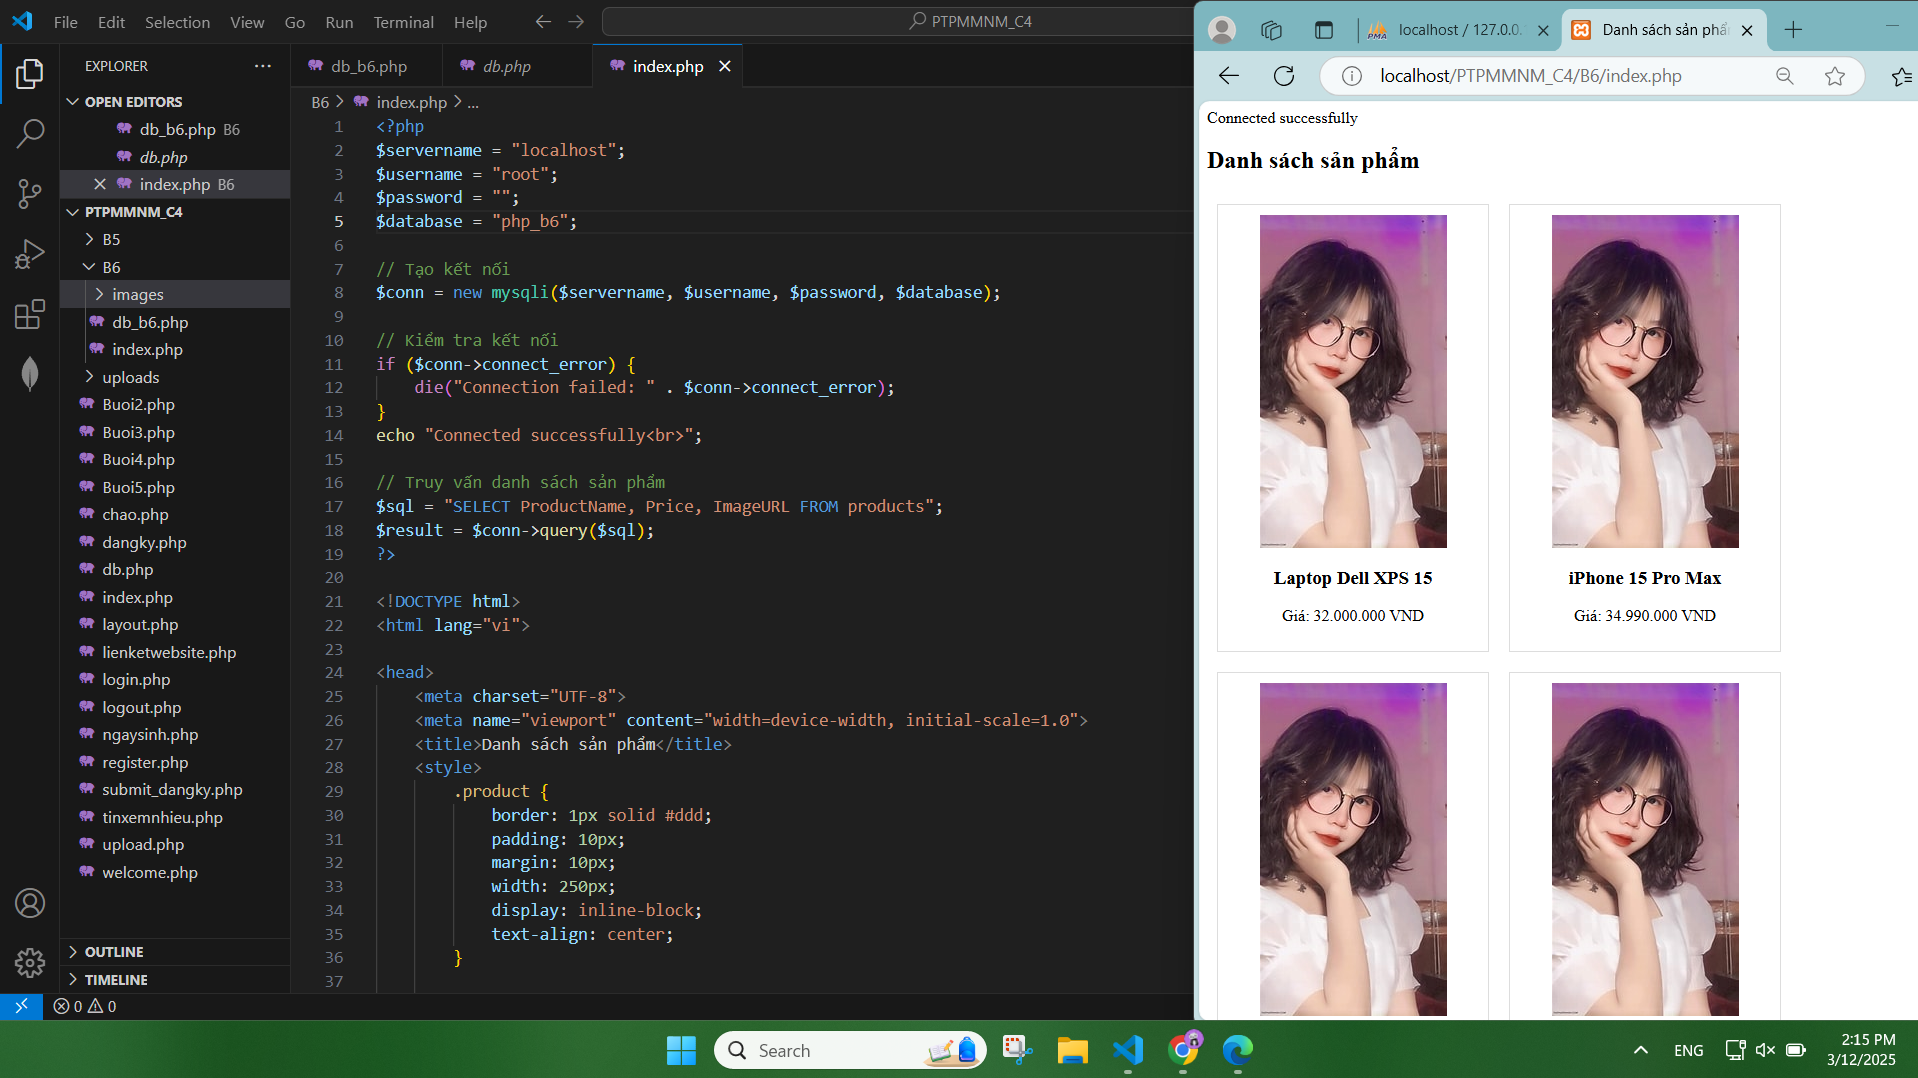 File Edit Selection View Go Run Terminal Help
PTPMMNM_C4
EXPLORER
OPEN EDITORS
db_b6.php B6
db.php
index.php B6
PTPMMNM_C4
B5
B6
images
db_b6.php
index.php
uploads
Buoi2.php
Buoi3.php
Buoi4.php
Buoi5.php
chao.php
dangky.php
db.php
index.php
layout.php
lienketwebsite.php
login.php
logout.php
ngaysinh.php
register.php
submit_dangky.php
tinxemnhieu.php
upload.php
welcome.php
OUTLINE
TIMELINE
0 0
db_b6.php db.php index.php
B6 > index.php > ...
1 <?php
2 $servername = "localhost";
3 $username = "root";
4 $password = "";
5 $database = "php_b6";
6
7 // Tạo kết nối
8 $conn = new mysqli($servername, $username, $password, $database);
9
10 // Kiểm tra kết nối
11 if ($conn->connect_error) {
12 die("Connection failed: " . $conn->connect_error);
13 }
14 echo "Connected successfully<br>";
15
16 // Truy vấn danh sách sản phẩm
17 $sql = "SELECT ProductName, Price, ImageURL FROM products";
18 $result = $conn->query($sql);
19 ?>
20
21 <!DOCTYPE html>
22 <html lang="vi">
23
24 <head>
25 <meta charset="UTF-8">
26 <meta name="viewport" content="width=device-width, initial-scale=1.0">
27 <title>Danh sách sản phẩm</title>
28 <style>
29 .product {
30 border: 1px solid #ddd;
31 padding: 10px;
32 margin: 10px;
33 width: 250px;
34 display: inline-block;
35 text-align: center;
36 }
37
PMA localhost / 127.0.0. Danh sách sản phẩ
localhost/PTPMMNM_C4/B6/index.php
Connected successfully
Danh sách sản phẩm
Laptop Dell XPS 15
Giá: 32.000.000 VND
iPhone 15 Pro Max
Giá: 34.990.000 VND
Search
ENG
2:15 PM
3/12/2025